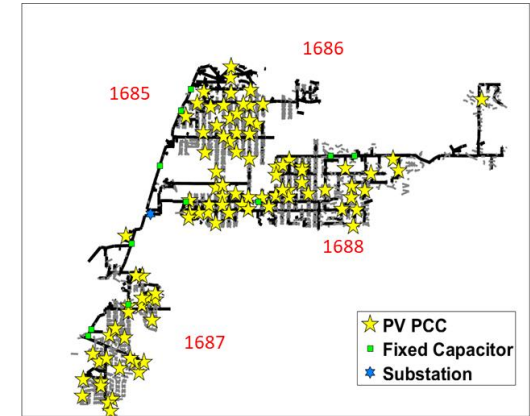 1686
1685
1688
1687
PV PCC
Fixed Capacitor
Substation